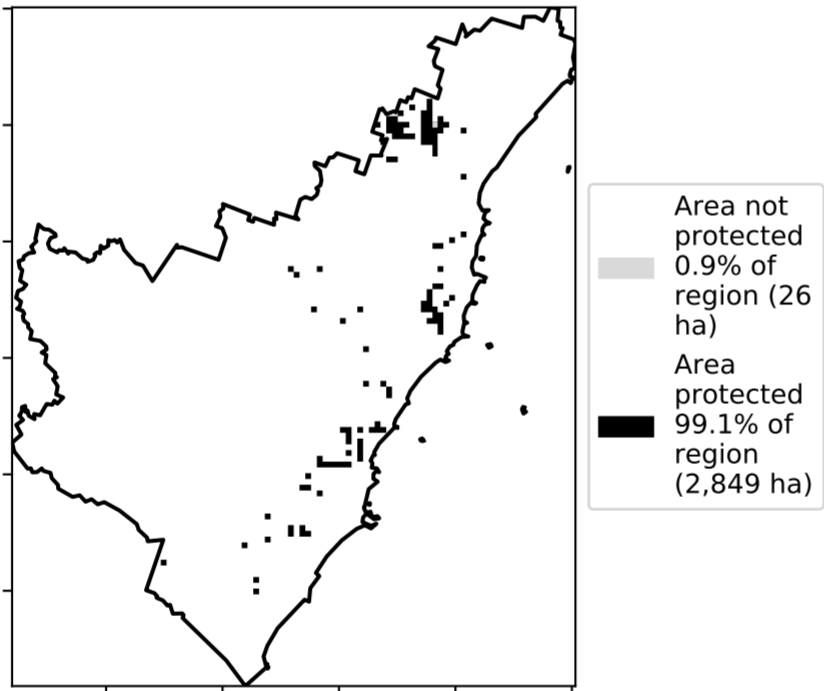 Area not
protected
0.9% of
region (26
ha)
Area
protected
99.1% of
region
(2,849 ha)